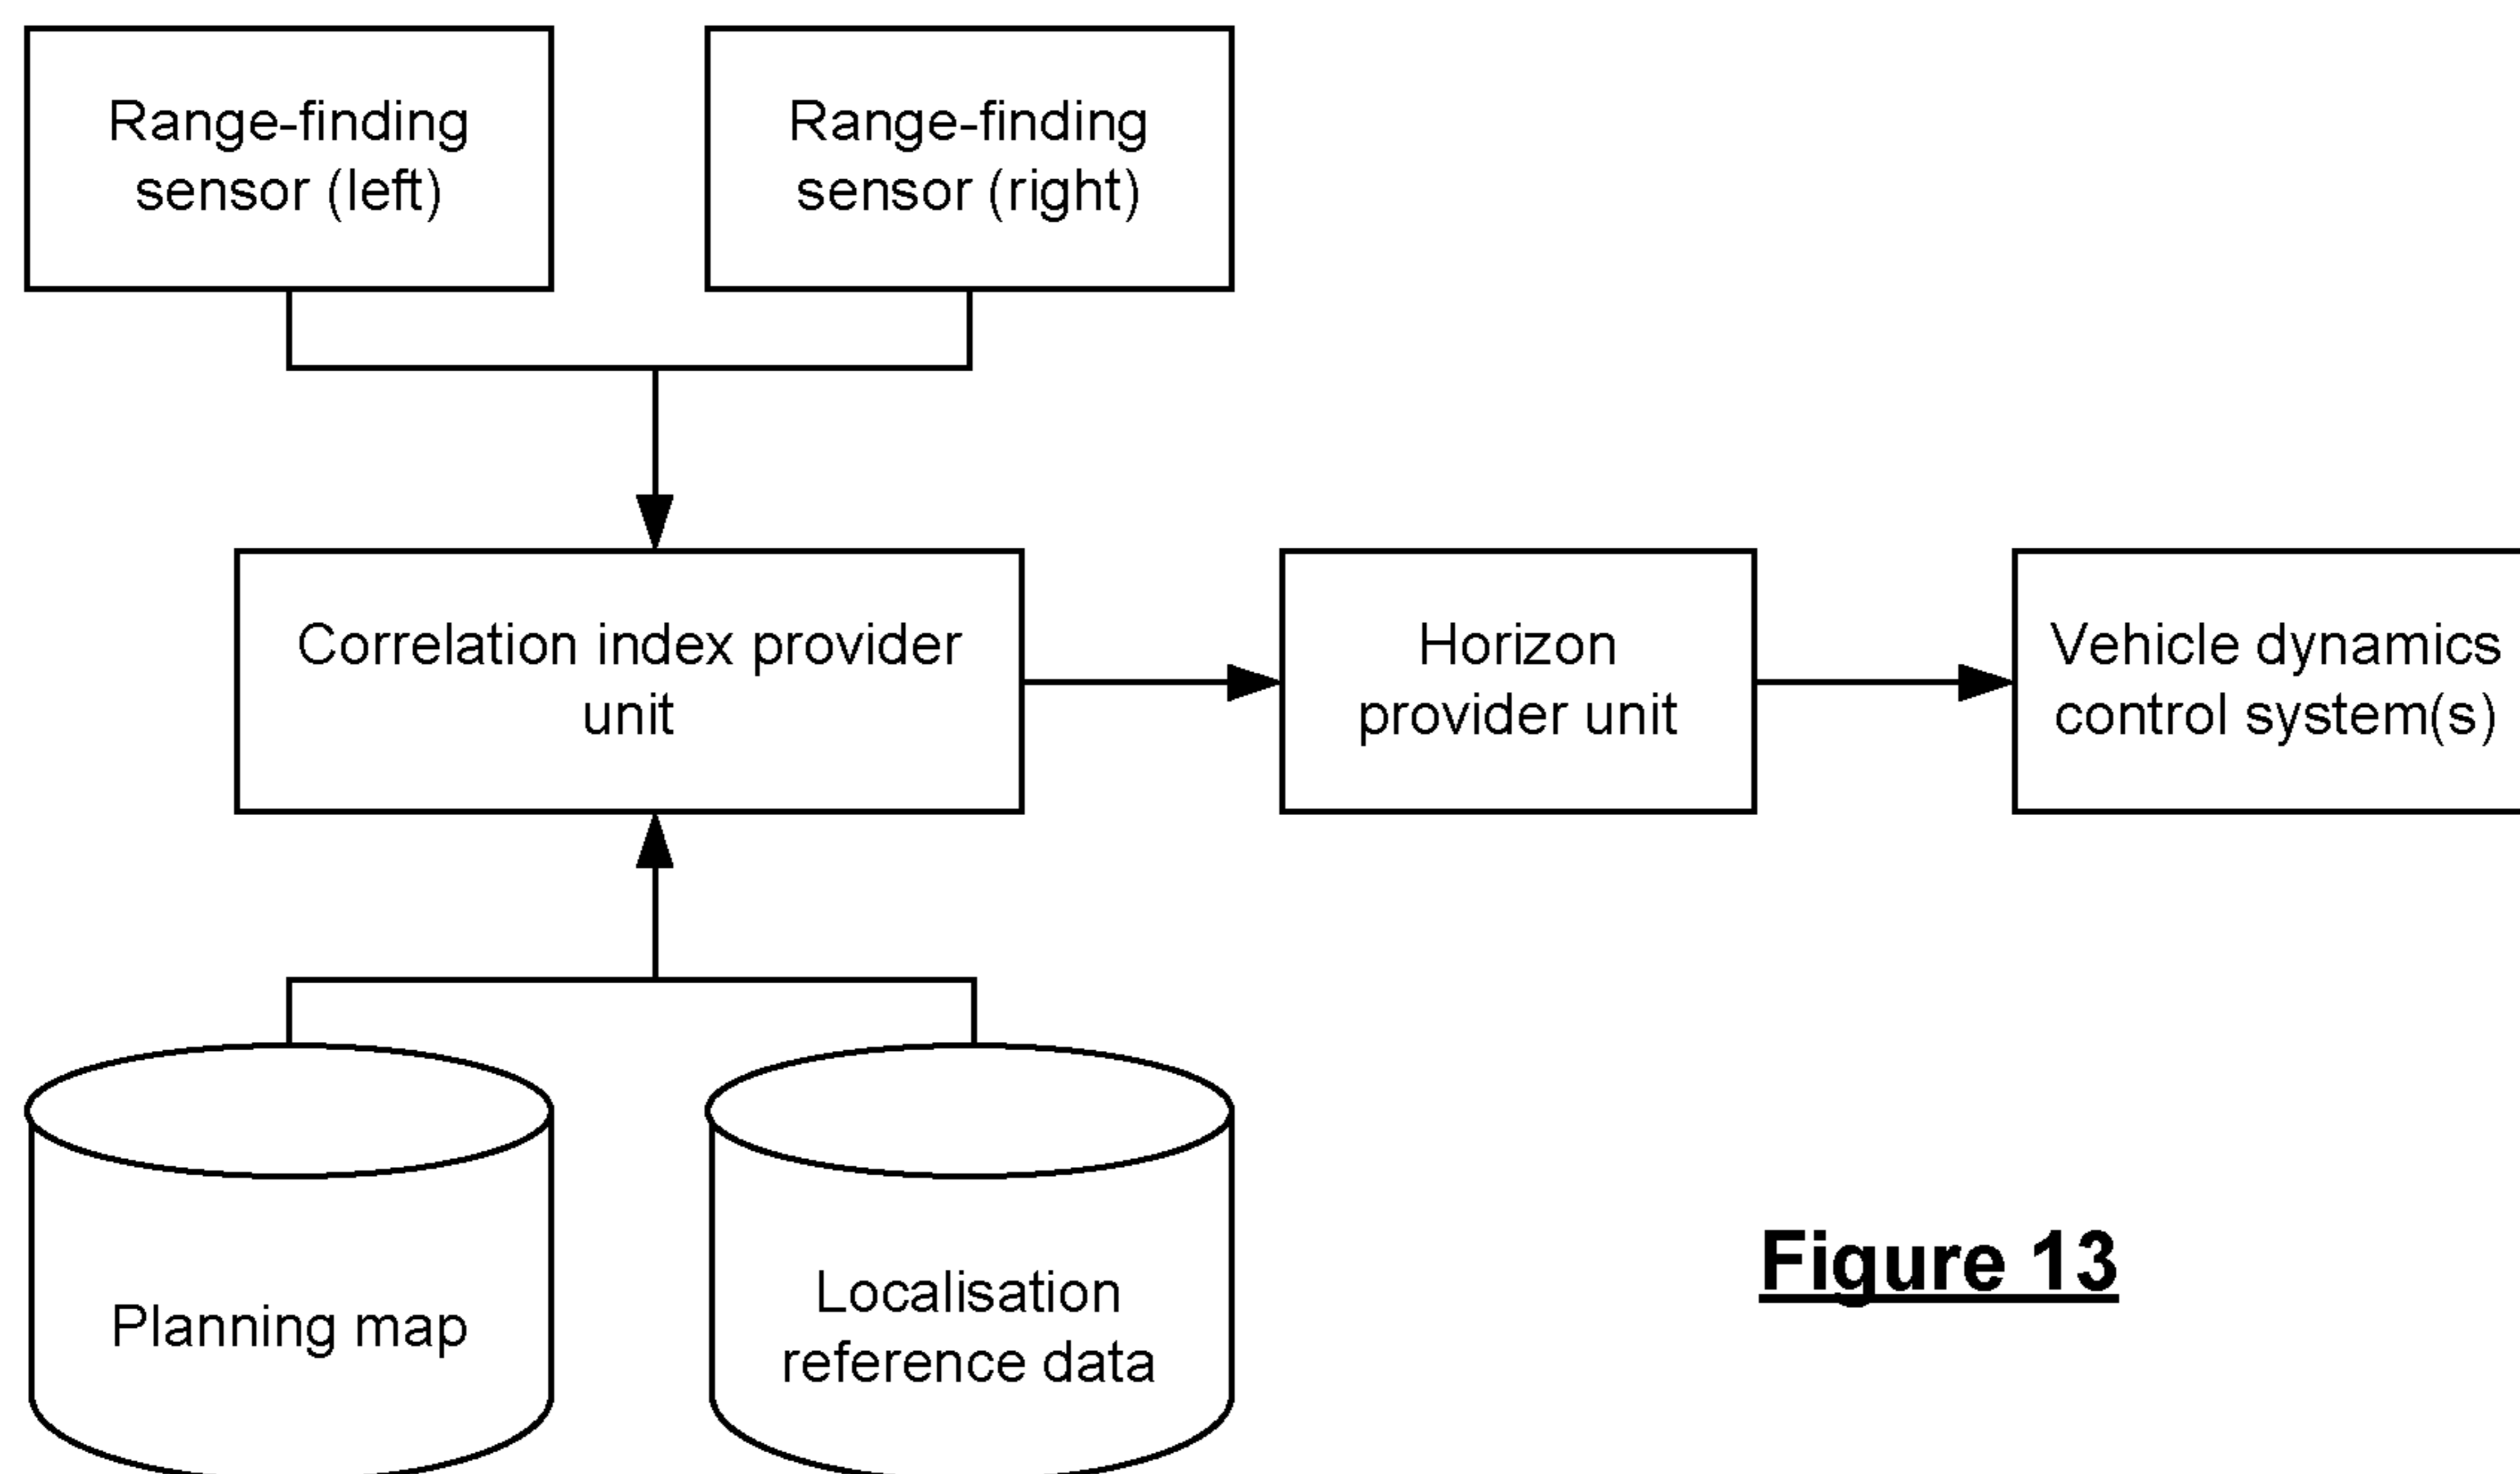 Range-finding
sensor (left)
Range-finding
sensor (right)
Correlation index provider
unit
Horizon
provider unit
Vehicle dynamics
control system(s)
Planning map
Localisation
reference data
Figure 13